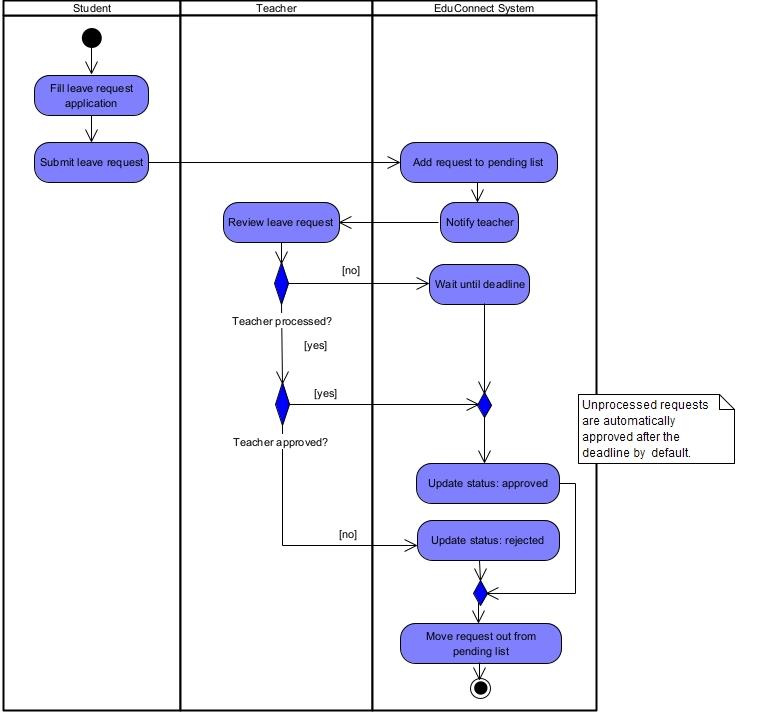 Student
Teacher
EduConnect System
Fill leave request
application
Submit leave request
Add request to pending list
Review leave request
Notify teacher
[no]
Wait until deadline
Teacher processed?
[yes]
[yes]
Teacher approved?
Unprocessed requests
are automatically
approved after the
deadline by default.
Update status: approved
[no]
Update status: rejected
Move request out from
pending list